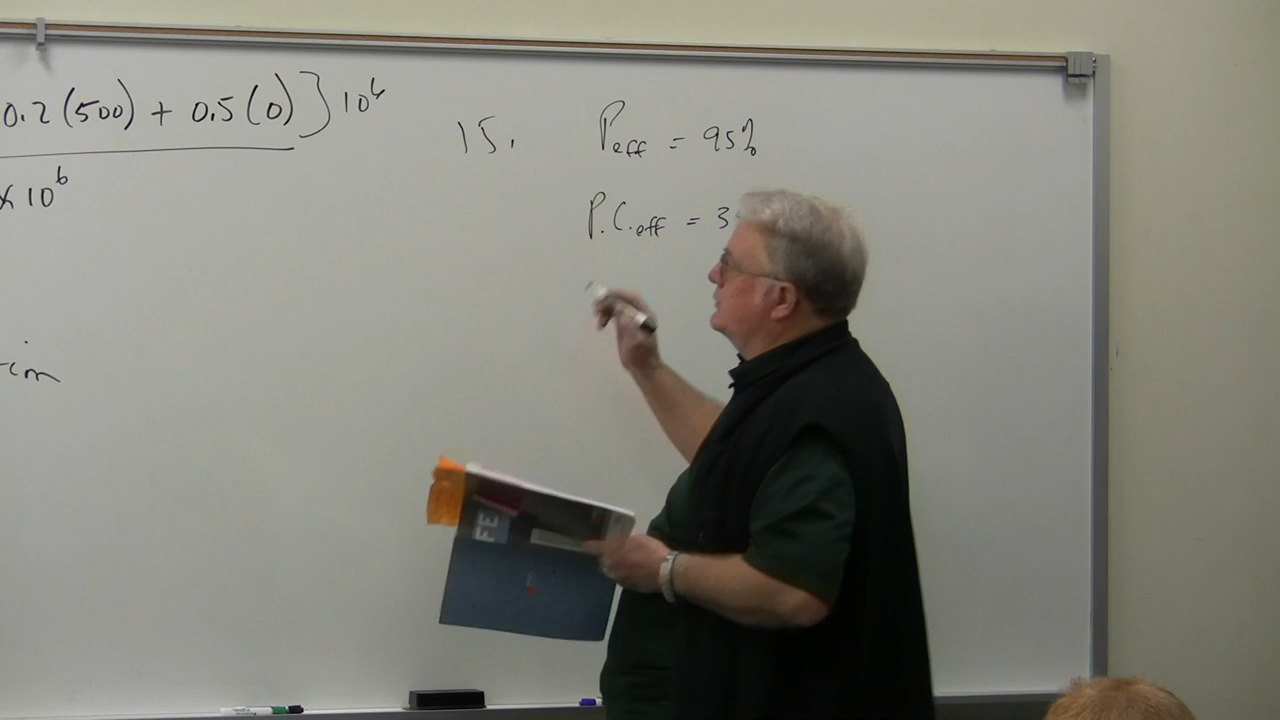 0.2 (500) + 0.5 (0) } 10⁶
x 10⁶
15.
P_eff = 95%
P.C._eff = 3
FE